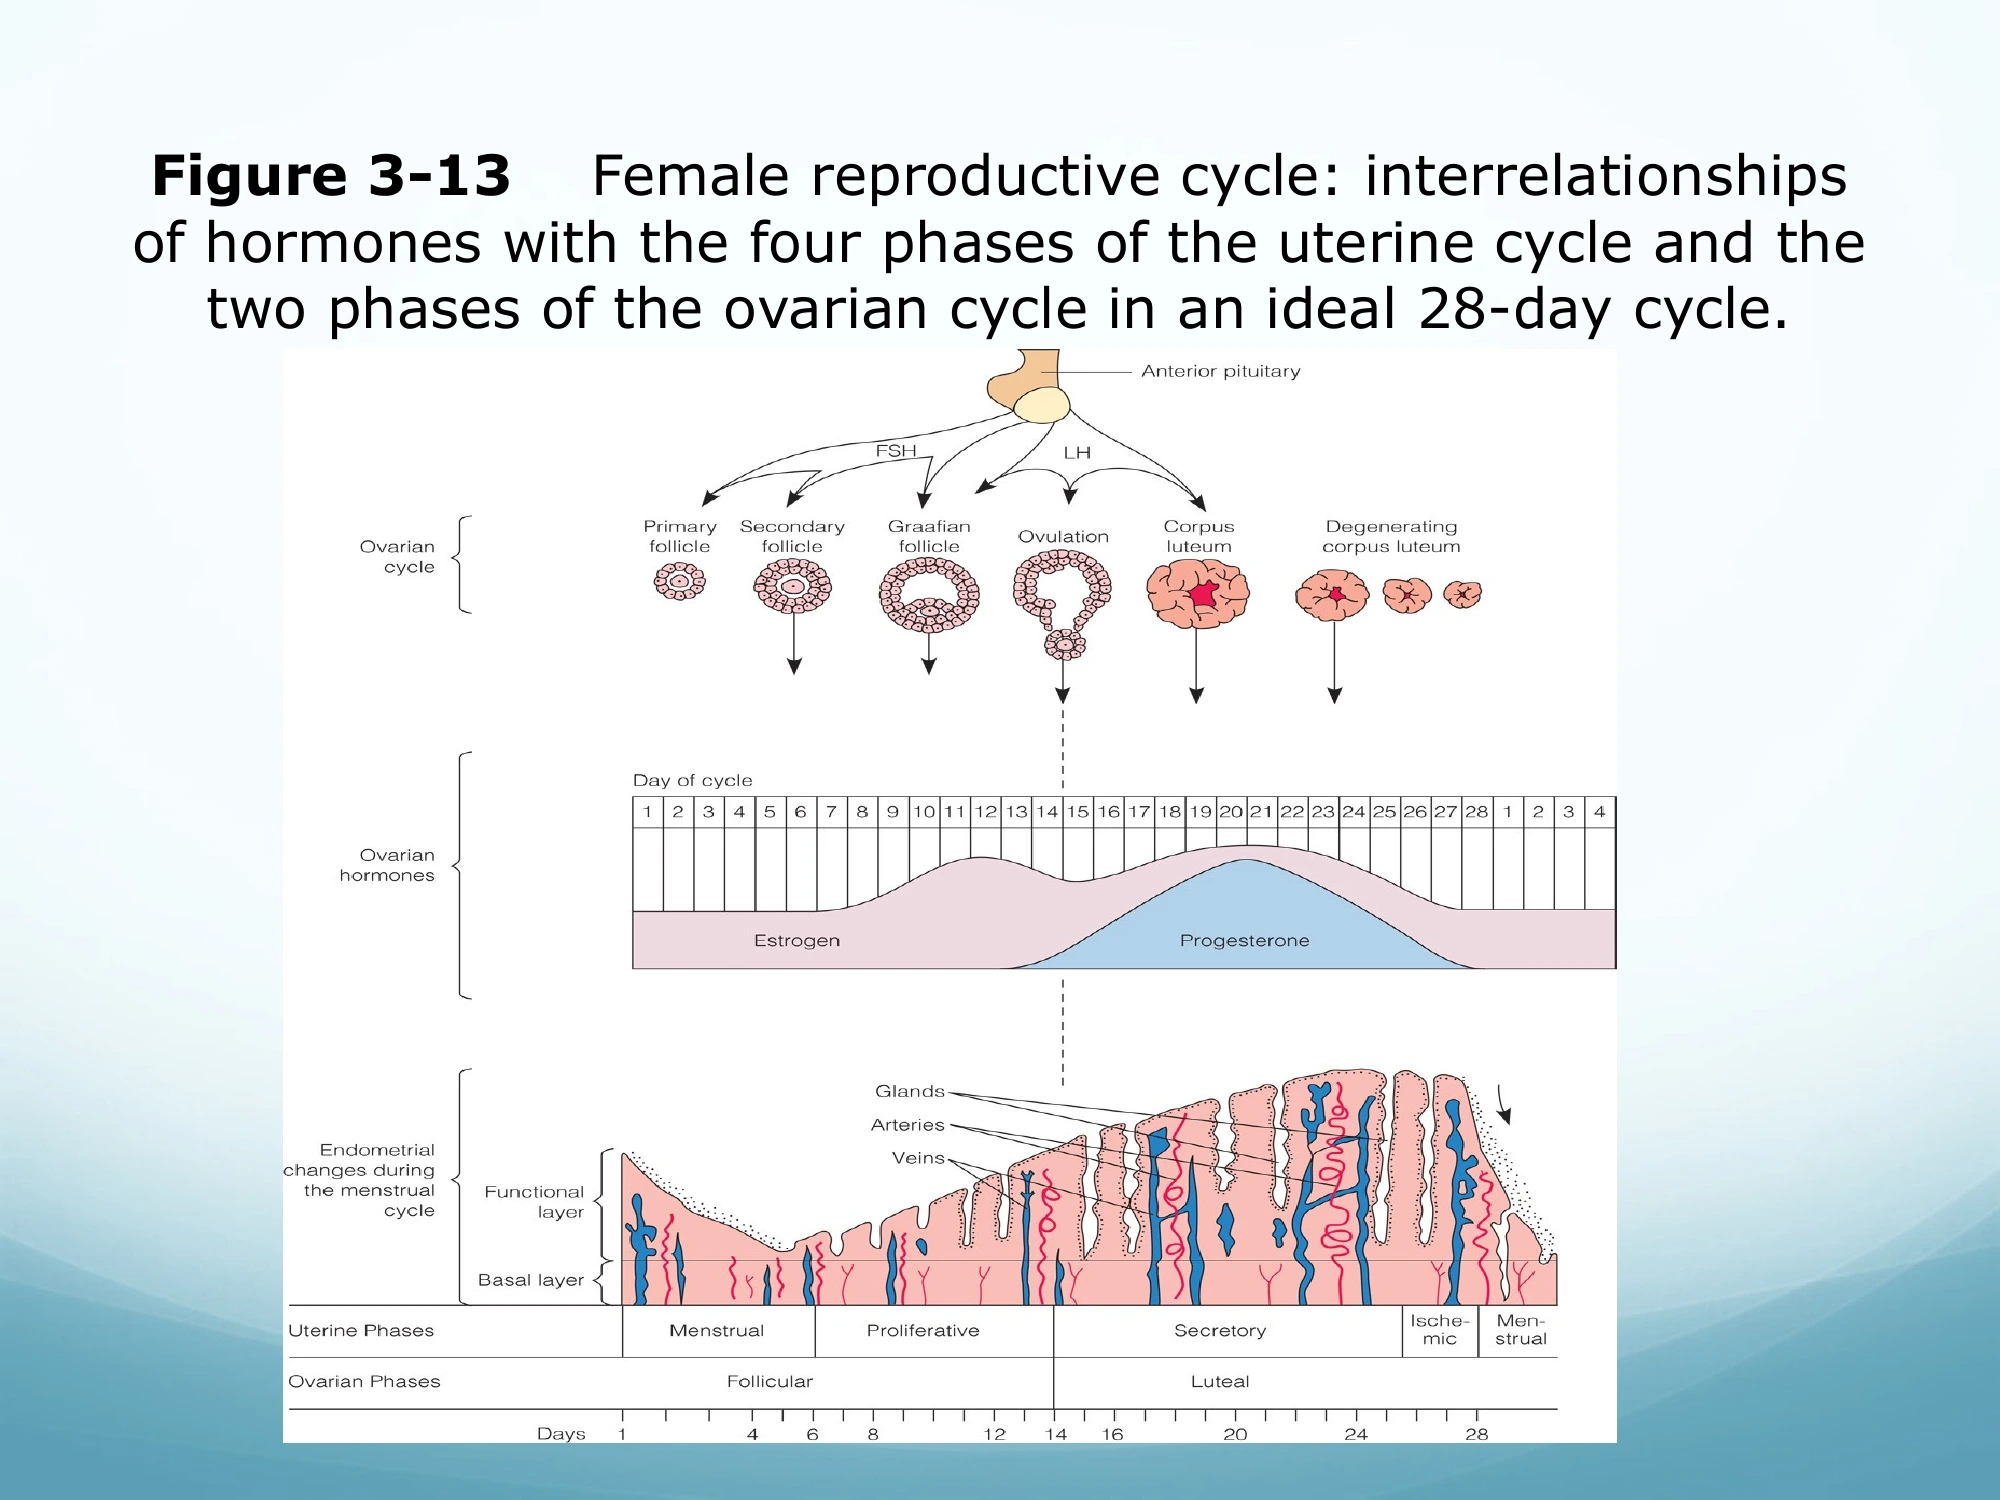 Figure 3-13 Female reproductive cycle: interrelationships
of hormones with the four phases of the uterine cycle and the
two phases of the ovarian cycle in an ideal 28-day cycle.
Anterior pituitary
FSH
LH
Ovarian
cycle
Primary
follicle
Secondary
follicle
Graafian
follicle
Ovulation
Corpus
luteum
Degenerating
corpus luteum
Day of cycle
1 2 3 4 5 6 7 8 9 10 11 12 13 14 15 16 17 18 19 20 21 22 23 24 25 26 27 28 1 2 3 4
Ovarian
hormones
Estrogen
Progesterone
Glands
Arteries
Veins
Endometrial
changes during
the menstrual
cycle
Functional
layer
Basal layer
Uterine Phases
Menstrual
Proliferative
Secretory
Ische-
mic
Men-
strual
Ovarian Phases
Follicular
Luteal
Days 1 4 6 8 12 14 16 20 24 28